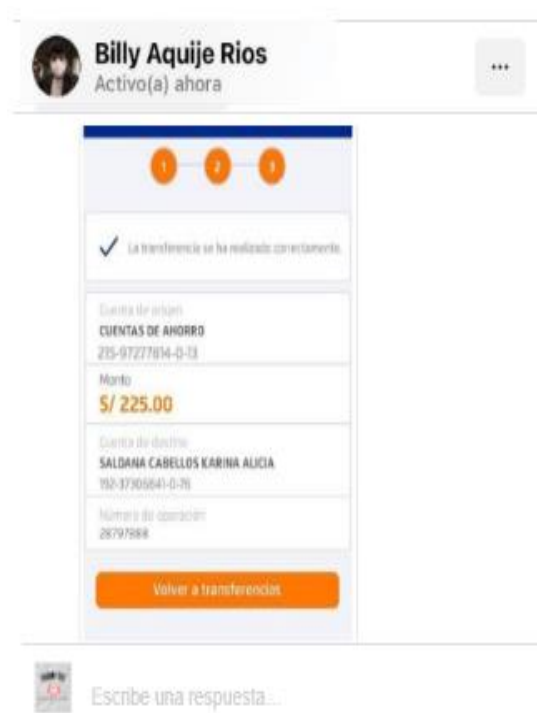 Billy Aquije Rios
Activo(a) ahora
...
1 2 3
La transferencia se ha realizado correctamente.
Cuenta de origen
CUENTAS DE AHORRO
215-97277814-0-13
Monto
S/ 225.00
Cuenta de destino
SALDANA CABELLOS KARINA ALICIA
192-37306841-0-76
Número de operación
28797888
Volver a transferencias
Escribe una respuesta...